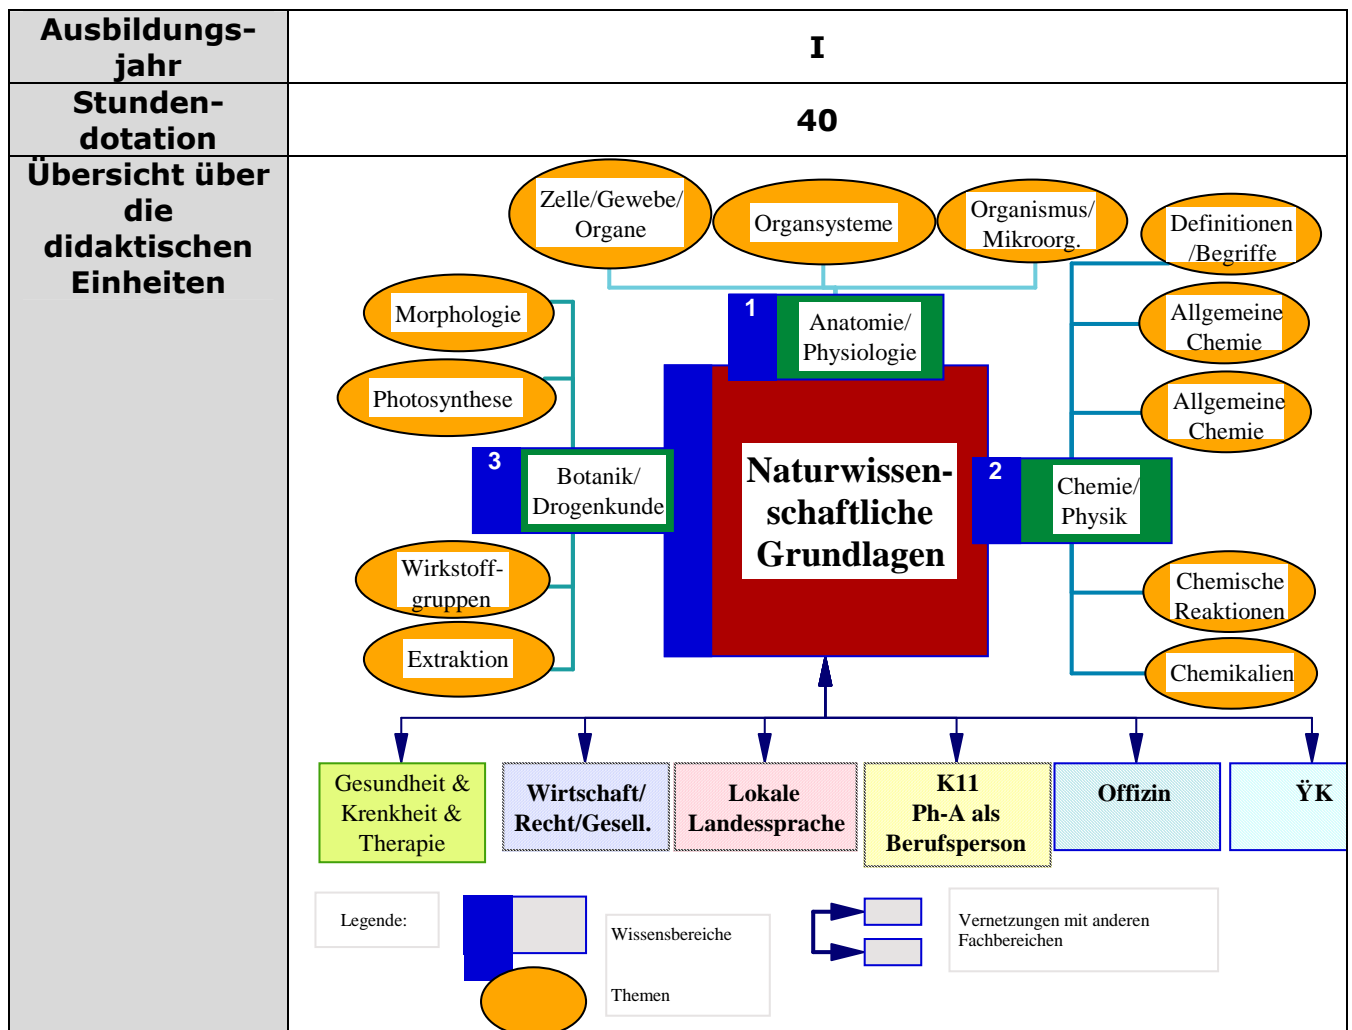 Ausbildungs-
jahr
I
Stunden-
dotation
40
Übersicht über
die
didaktischen
Einheiten
Zelle/Gewebe/
Organe
Organsysteme
Organismus/
Mikroorg.
Definitionen
/Begriffe
Morphologie
1
Anatomie/
Physiologie
Allgemeine
Chemie
Photosynthese
Allgemeine
Chemie
3
Botanik/
Drogenkunde
Naturwissen-
schaftliche
Grundlagen
2
Chemie/
Physik
Wirkstoff-
gruppen
Chemische
Reaktionen
Extraktion
Chemikalien
Gesundheit &
Krenkheit &
Therapie
Wirtschaft/
Recht/Gesell.
Lokale
Landessprache
K11
Ph-A als
Berufsperson
Offizin
ŸK
Legende:
Wissensbereiche
Themen
Vernetzungen mit anderen
Fachbereichen